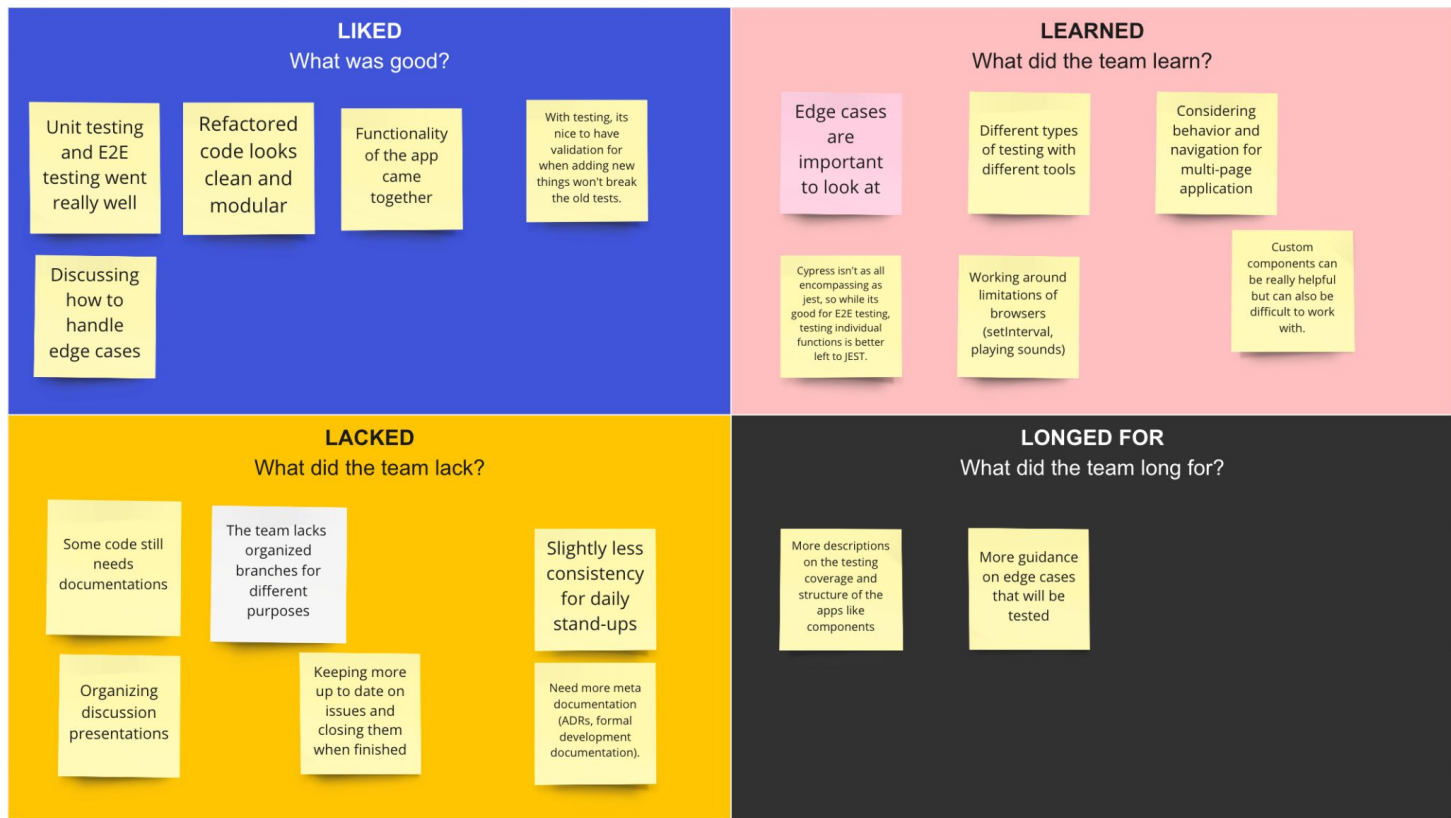 LIKED
What was good?
Unit testing
and E2E
testing went
really well
Refactored
code looks
clean and
modular
Functionality
of the app
came
together
With testing, its
nice to have
validation for
when adding new
things won't break
the old tests.
Discussing
how to
handle
edge cases
LEARNED
What did the team learn?
Edge cases
are
important
to look at
Different types
of testing with
different tools
Considering
behavior and
navigation for
multi-page
application
Cypress isn't as all
encompassing as
jest, so while its
good for E2E testing,
testing individual
functions is better
left to JEST.
Working around
limitations of
browsers
(setInterval,
playing sounds)
Custom
components can
be really helpful
but can also be
difficult to work
with.
LACKED
What did the team lack?
Some code still
needs
documentations
The team lacks
organized
branches for
different
purposes
Slightly less
consistency
for daily
stand-ups
Organizing
discussion
presentations
Keeping more
up to date on
issues and
closing them
when finished
Need more meta
documentation
(ADRs, formal
development
documentation).
LONGED FOR
What did the team long for?
More descriptions
on the testing
coverage and
structure of the
apps like
components
More guidance
on edge cases
that will be
tested